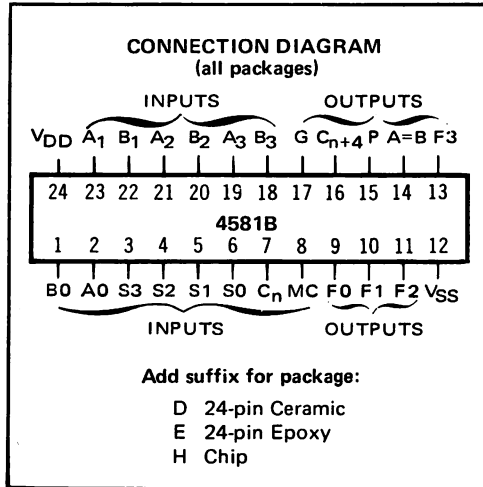 CONNECTION DIAGRAM
(all packages)
INPUTS OUTPUTS
VDD A1 B1 A2 B2 A3 B3 G Cn+4 P A=B F3
24 23 22 21 20 19 18 17 16 15 14 13
4581B
1 2 3 4 5 6 7 8 9 10 11 12
B0 A0 S3 S2 S1 S0 Cn MC F0 F1 F2 VSS
INPUTS OUTPUTS
Add suffix for package:
D 24-pin Ceramic
E 24-pin Epoxy
H Chip